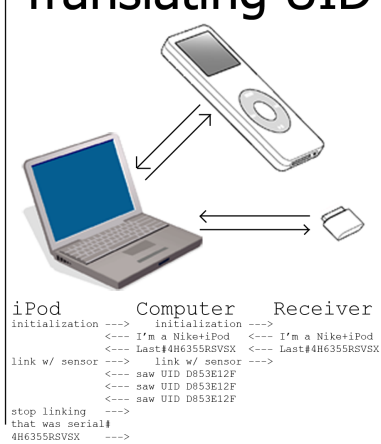 Translating UID
iPod Computer Receiver
initialization ---> initialization --->
<--- I'm a Nike+iPod <--- I'm a Nike+iPod
<--- Last#4H6355RSVSX <--- Last#4H6355RSVSX
link w/ sensor ---> link w/ sensor --->
<--- saw UID D853E12F
<--- saw UID D853E12F
<--- saw UID D853E12F
stop linking --->
that was serial#
4H6355RSVSX --->